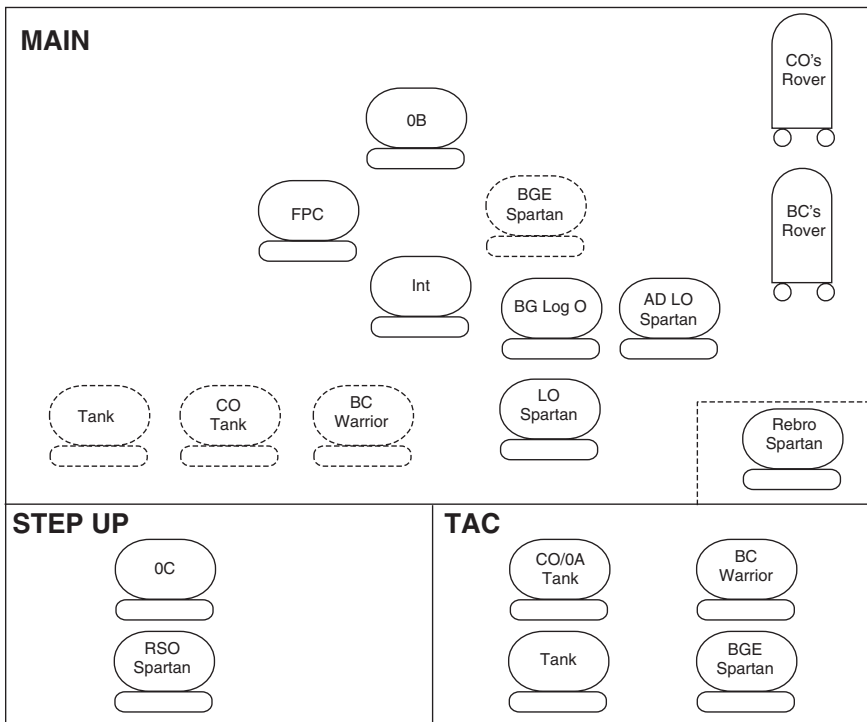 MAIN
CO's
Rover
0B
FPC
BGE
Spartan
BC's
Rover
Int
BG Log O
AD LO
Spartan
Tank
CO
Tank
BC
Warrior
LO
Spartan
Rebro
Spartan
STEP UP
0C
RSO
Spartan
TAC
CO/0A
Tank
BC
Warrior
Tank
BGE
Spartan